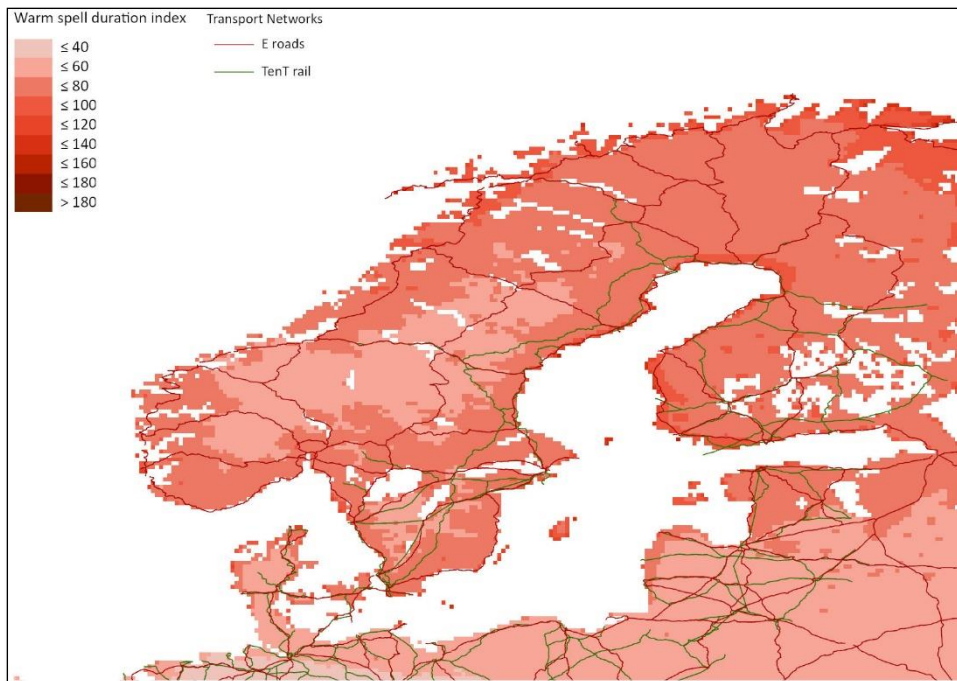 Warm spell duration index
≤ 40
≤ 60
≤ 80
≤ 100
≤ 120
≤ 140
≤ 160
≤ 180
> 180
Transport Networks
E roads
TenT rail